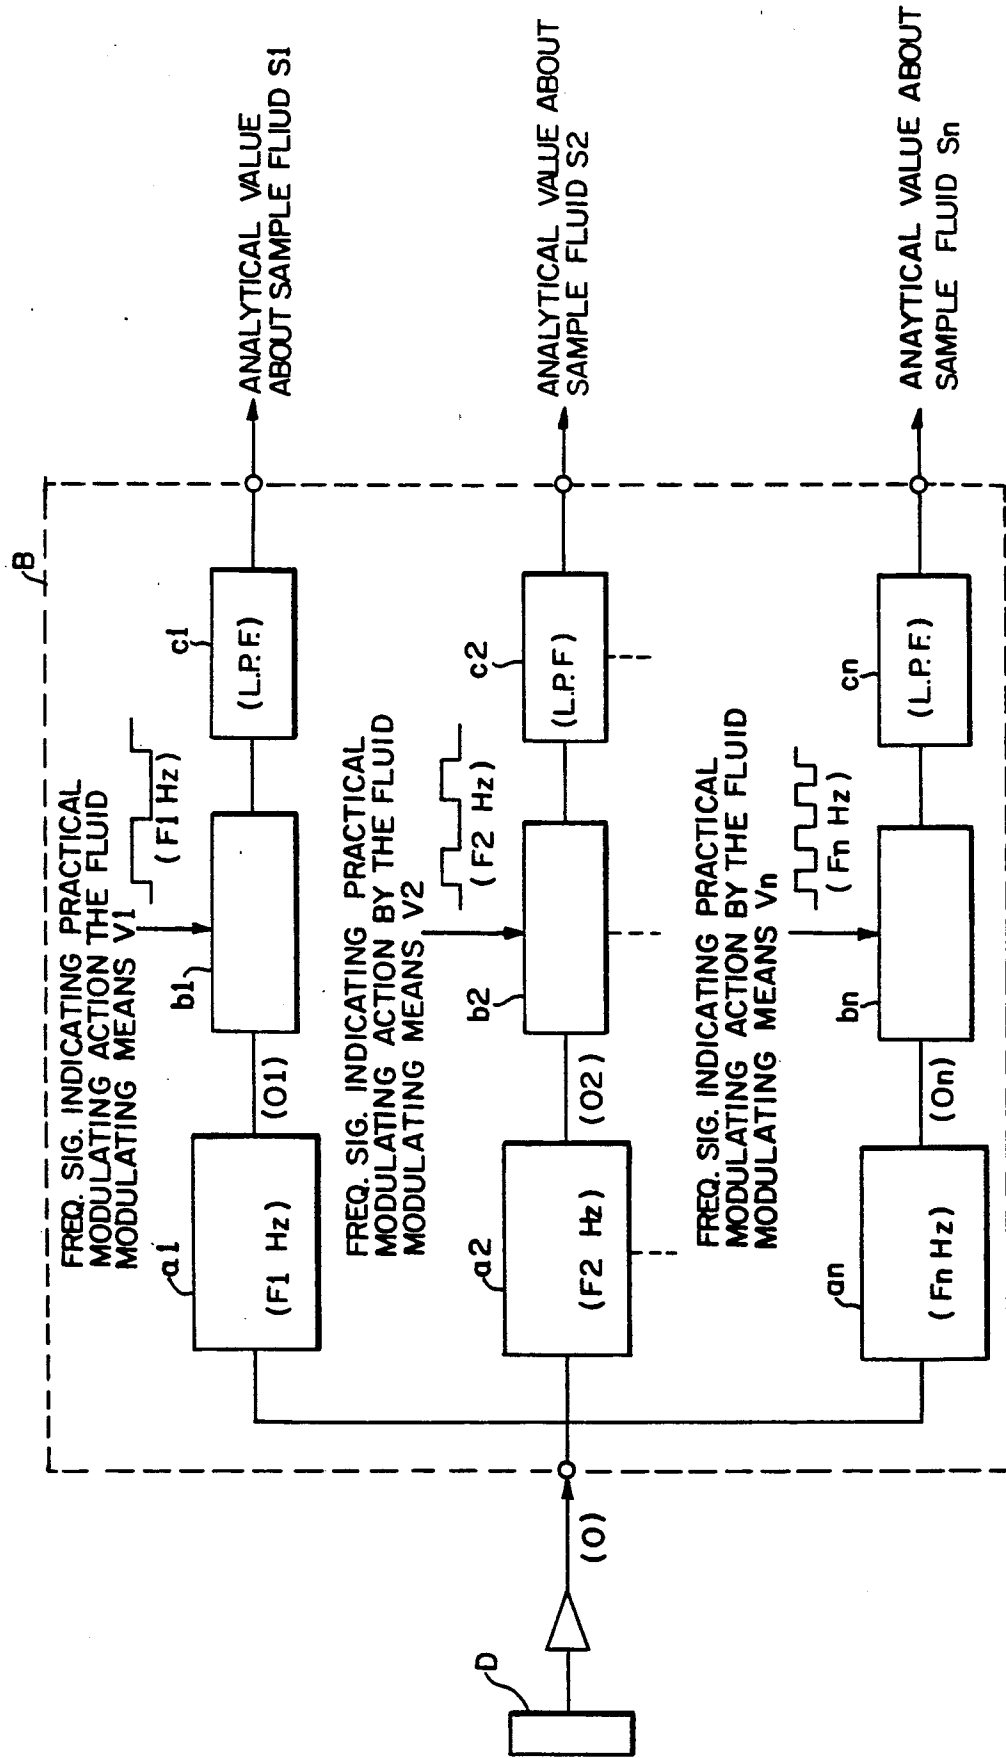 B
FREQ. SIG. INDICATING PRACTICAL
MODULATING ACTION THE FLUID
MODULATING MEANS V1
(F1 Hz)
a1
(F1 Hz)
(O1)
b1
c1
(L.P.F.)
ANALYTICAL VALUE
ABOUT SAMPLE FLIUD S1
FREQ. SIG. INDICATING PRACTICAL
MODULATING ACTION BY THE FLUID
MODULATING MEANS V2
(F2 Hz)
D
(O)
a2
(F2 Hz)
(O2)
b2
c2
(L.P.F)
ANALYTICAL VALUE ABOUT
SAMPLE FLUID S2
FREQ. SIG. INDICATING PRACTICAL
MODULATING ACTION BY THE FLUID
MODULATING MEANS Vn
(Fn Hz)
an
(Fn Hz)
(On)
bn
cn
(L.P.F.)
ANAYTICAL VALUE ABOUT
SAMPLE FLUID Sn